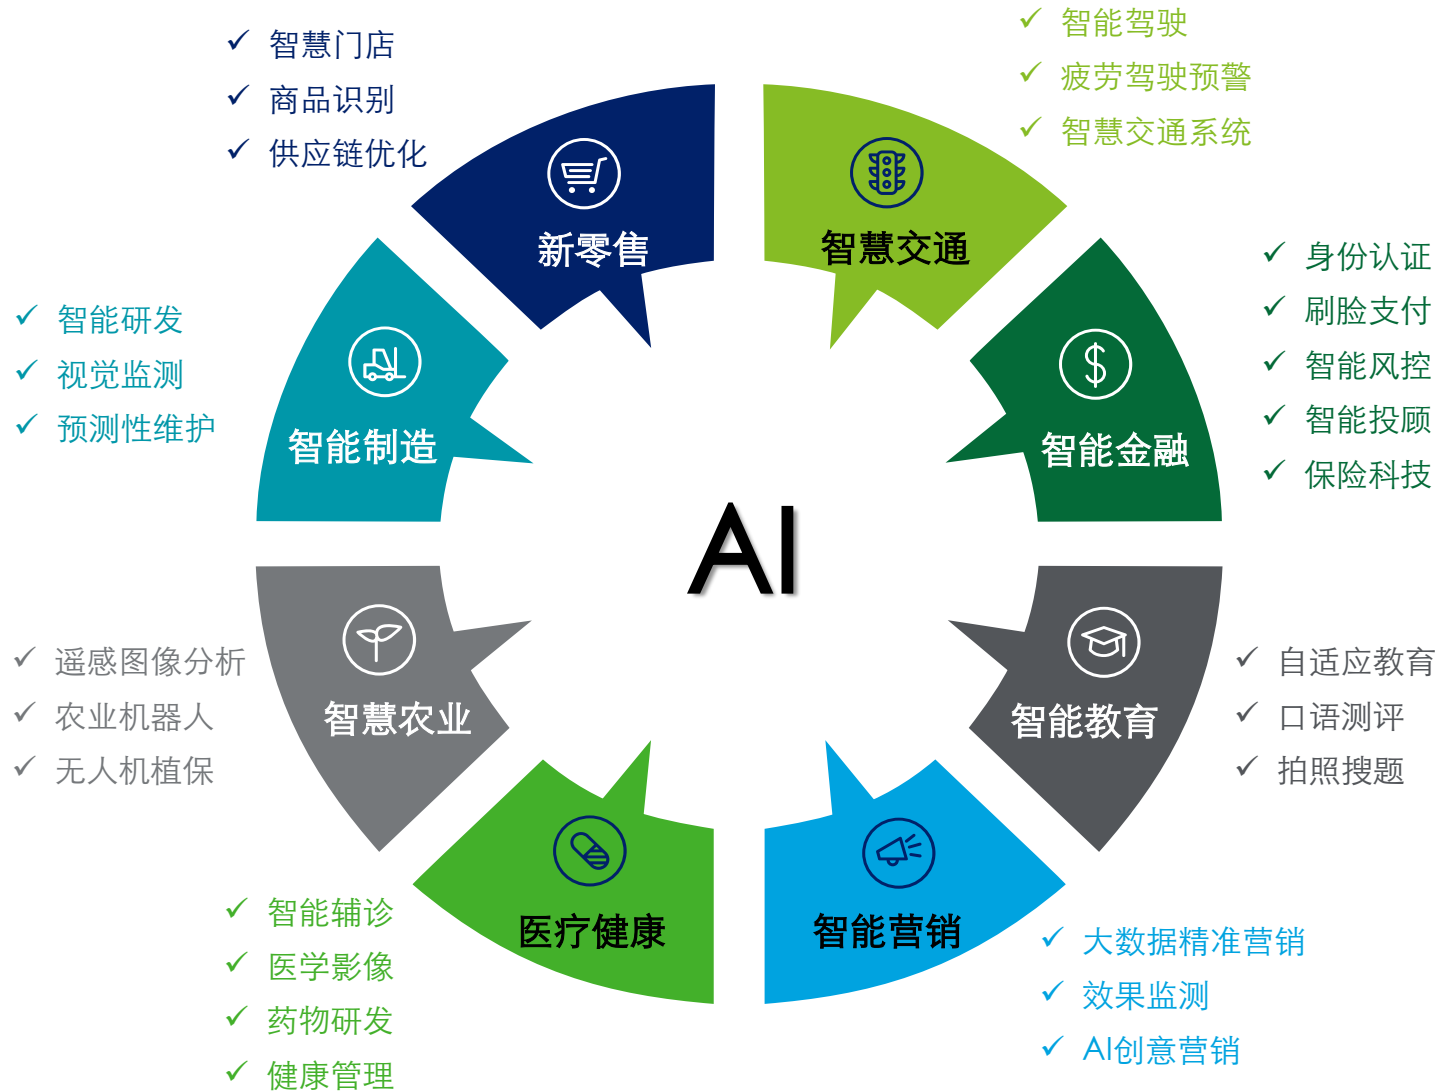 智慧门店
商品识别
供应链优化
新零售
智能驾驶
疲劳驾驶预警
智慧交通系统
智慧交通
身份认证
刷脸支付
智能风控
智能投顾
保险科技
智能金融
智能研发
视觉监测
预测性维护
智能制造
AI
遥感图像分析
农业机器人
无人机植保
智慧农业
自适应教育
口语测评
拍照搜题
智能教育
智能辅诊
医学影像
药物研发
健康管理
医疗健康
大数据精准营销
效果监测
AI创意营销
智能营销